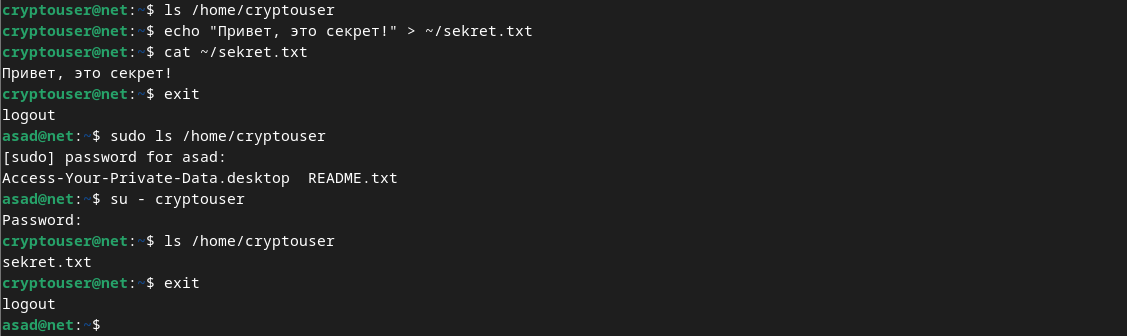 cryptouser@net:~$ ls /home/cryptouser
cryptouser@net:~$ echo "Привет, это секрет!" > ~/sekret.txt
cryptouser@net:~$ cat ~/sekret.txt
Привет, это секрет!
cryptouser@net:~$ exit
logout
asad@net:~$ sudo ls /home/cryptouser
[sudo] password for asad:
Access-Your-Private-Data.desktop  README.txt
asad@net:~$ su - cryptouser
Password:
cryptouser@net:~$ ls /home/cryptouser
sekret.txt
cryptouser@net:~$ exit
logout
asad@net:~$